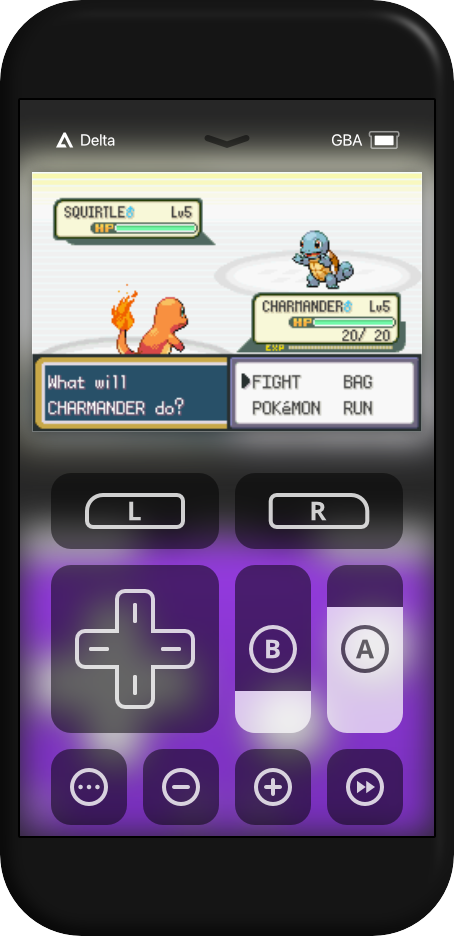 Delta
GBA
SQUIRTLE♂ Lv5
HP
CHARMANDER♂ Lv5
HP
20/ 20
EXP
What will
CHARMANDER do?
FIGHT BAG
POKéMON RUN
L
R
B
A